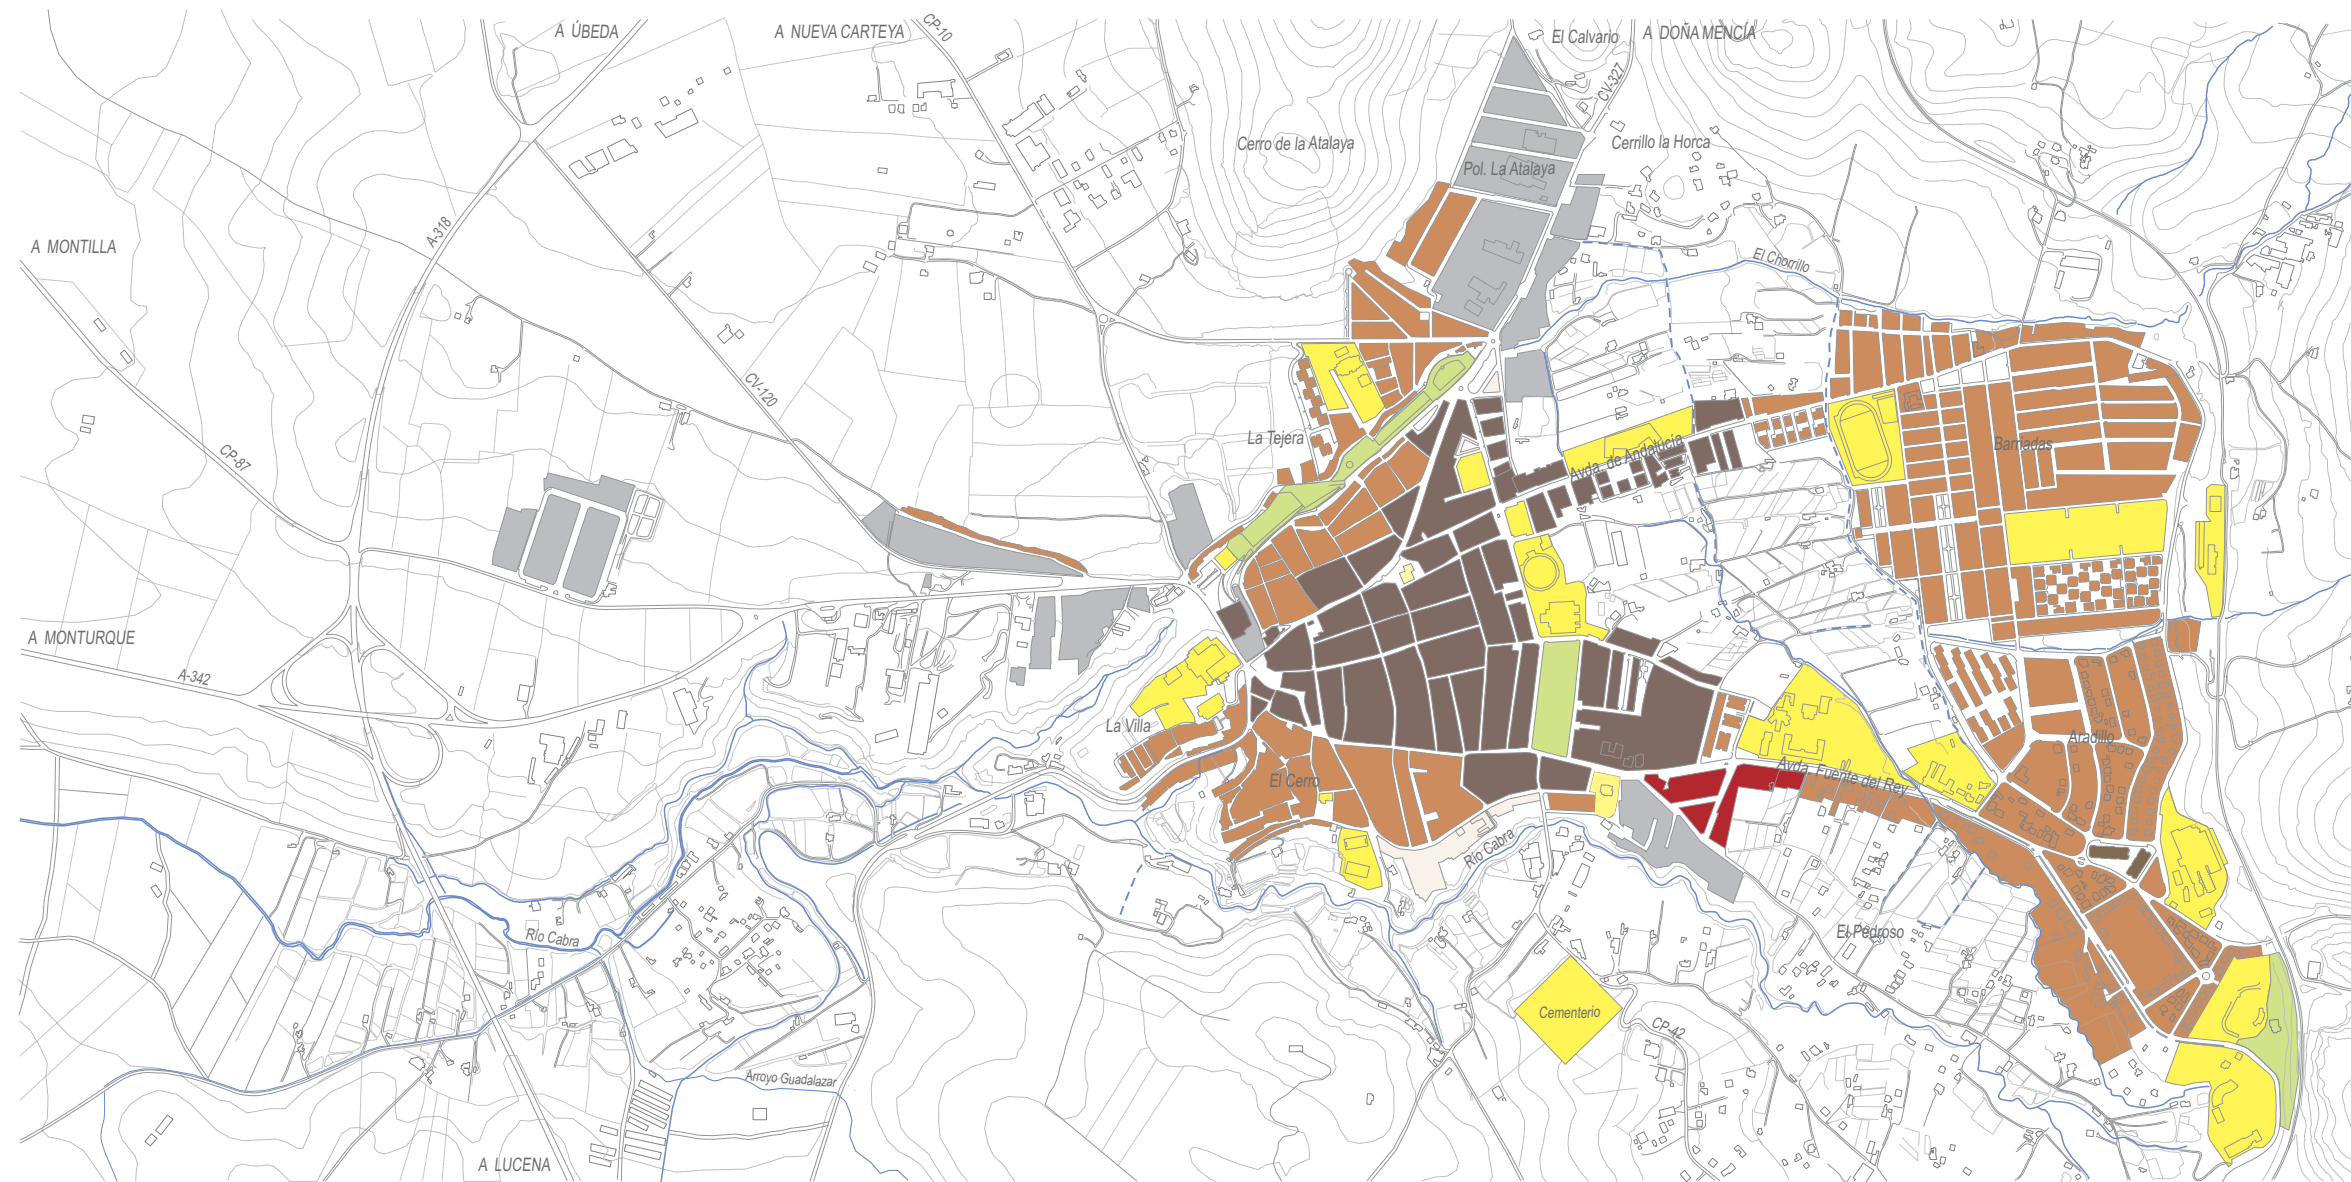 A ÚBEDA
A NUEVA CARTEYA
CP-10
El Calvario
A DOÑA MENCÍA
CV-327
Cerro de la Atalaya
Cerrillo la Horca
Pol. La Atalaya
A-318
A MONTILLA
El Chorrillo
CV-120
La Tejera
Avda. de Andalucía
Barriadas
CP-87
A MONTURQUE
A-342
La Villa
Aradillo
El Cerro
Avda. Fuente del Rey
Río Cabra
Río Cabra
El Pedroso
Cementerio
CP-42
Arroyo Guadalazar
A LUCENA